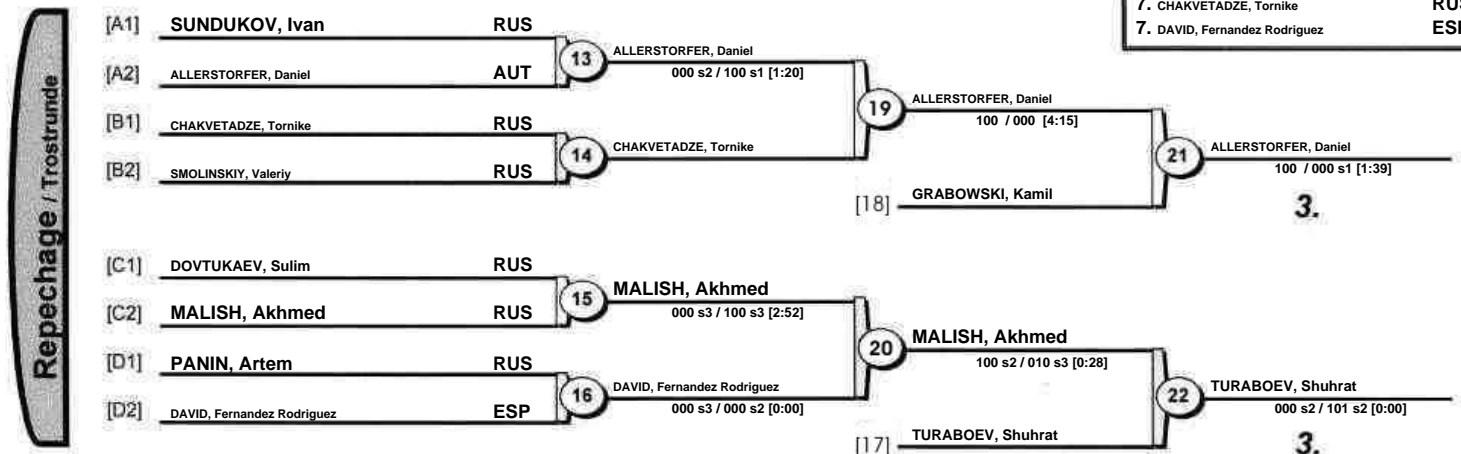 7. CHAKVETADZE, Tornike RUS
7. DAVID, Fernandez Rodriguez ESP
Repechage / Trostrunde
[A1] SUNDUKOV, Ivan RUS
13 ALLERSTORFER, Daniel
000 s2 / 100 s1 [1:20]
[A2] ALLERSTORFER, Daniel AUT
19 ALLERSTORFER, Daniel
100 / 000 [4:15]
[B1] CHAKVETADZE, Tornike RUS
14 CHAKVETADZE, Tornike
21 ALLERSTORFER, Daniel
100 / 000 s1 [1:39]
[B2] SMOLINSKIY, Valeriy RUS
[18] GRABOWSKI, Kamil
3.
[C1] DOVTUKAEV, Sulim RUS
15 MALISH, Akhmed
000 s3 / 100 s3 [2:52]
[C2] MALISH, Akhmed RUS
20 MALISH, Akhmed
100 s2 / 010 s3 [0:28]
[D1] PANIN, Artem RUS
16 DAVID, Fernandez Rodriguez
000 s3 / 000 s2 [0:00]
22 TURABOEV, Shuhrat
000 s2 / 101 s2 [0:00]
[D2] DAVID, Fernandez Rodriguez ESP
[17] TURABOEV, Shuhrat
3.